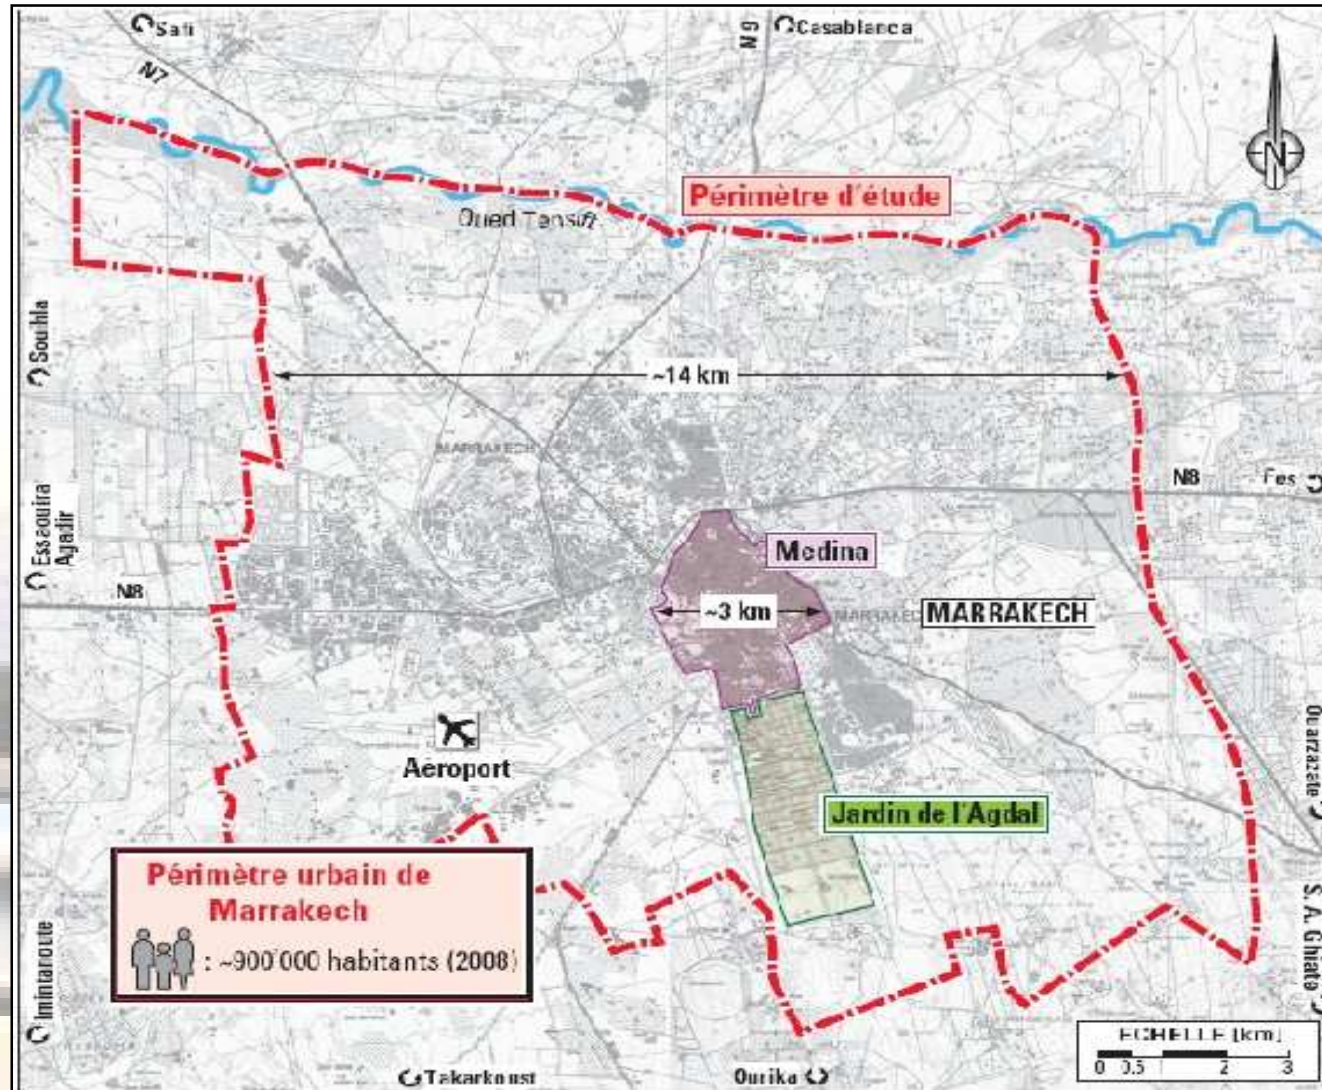 Safi
N7
N9
Casablanca
N
Périmètre d'étude
Oued Tensift
Souihla
~14 km
MARRAKECH
N8
Fes
Essaouira
Agadir
Medina
N8
~3 km
MARRAKECH
MARRAKECH
Aéroport
Ouarzazate
Jardin de l'Agdal
Périmètre urbain de
Marrakech
: ~900'000 habitants (2008)
S. A. Ghiate
Imintanoute
ECHELLE [km]
0 0.5 2 3
Takarkoust
Ourika